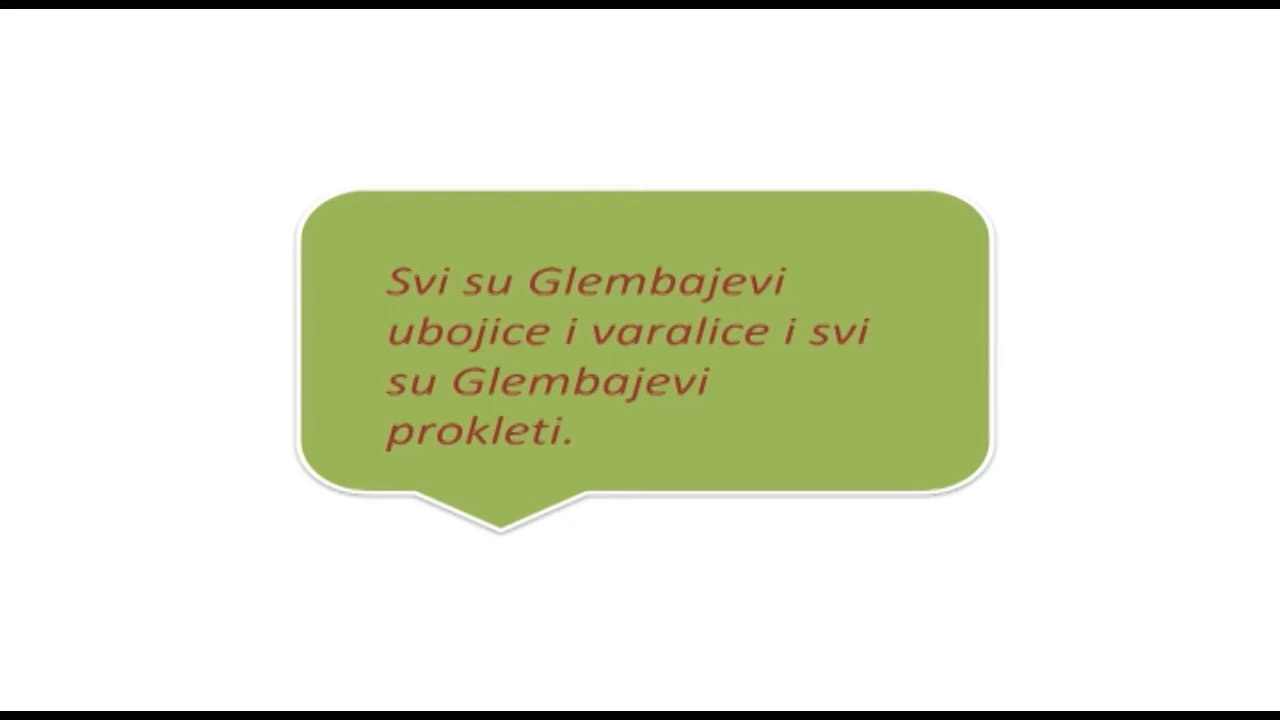 Svi su Glembajevi
ubojice i varalice i svi
su Glembajevi
prokleti.